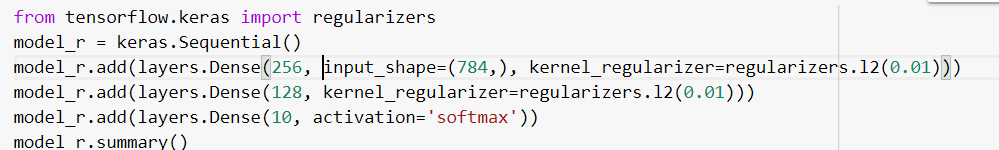 from tensorflow.keras import regularizers
model_r = keras.Sequential()
model_r.add(layers.Dense(256, input_shape=(784,), kernel_regularizer=regularizers.l2(0.01)))
model_r.add(layers.Dense(128, kernel_regularizer=regularizers.l2(0.01)))
model_r.add(layers.Dense(10, activation='softmax'))
model_r.summary()